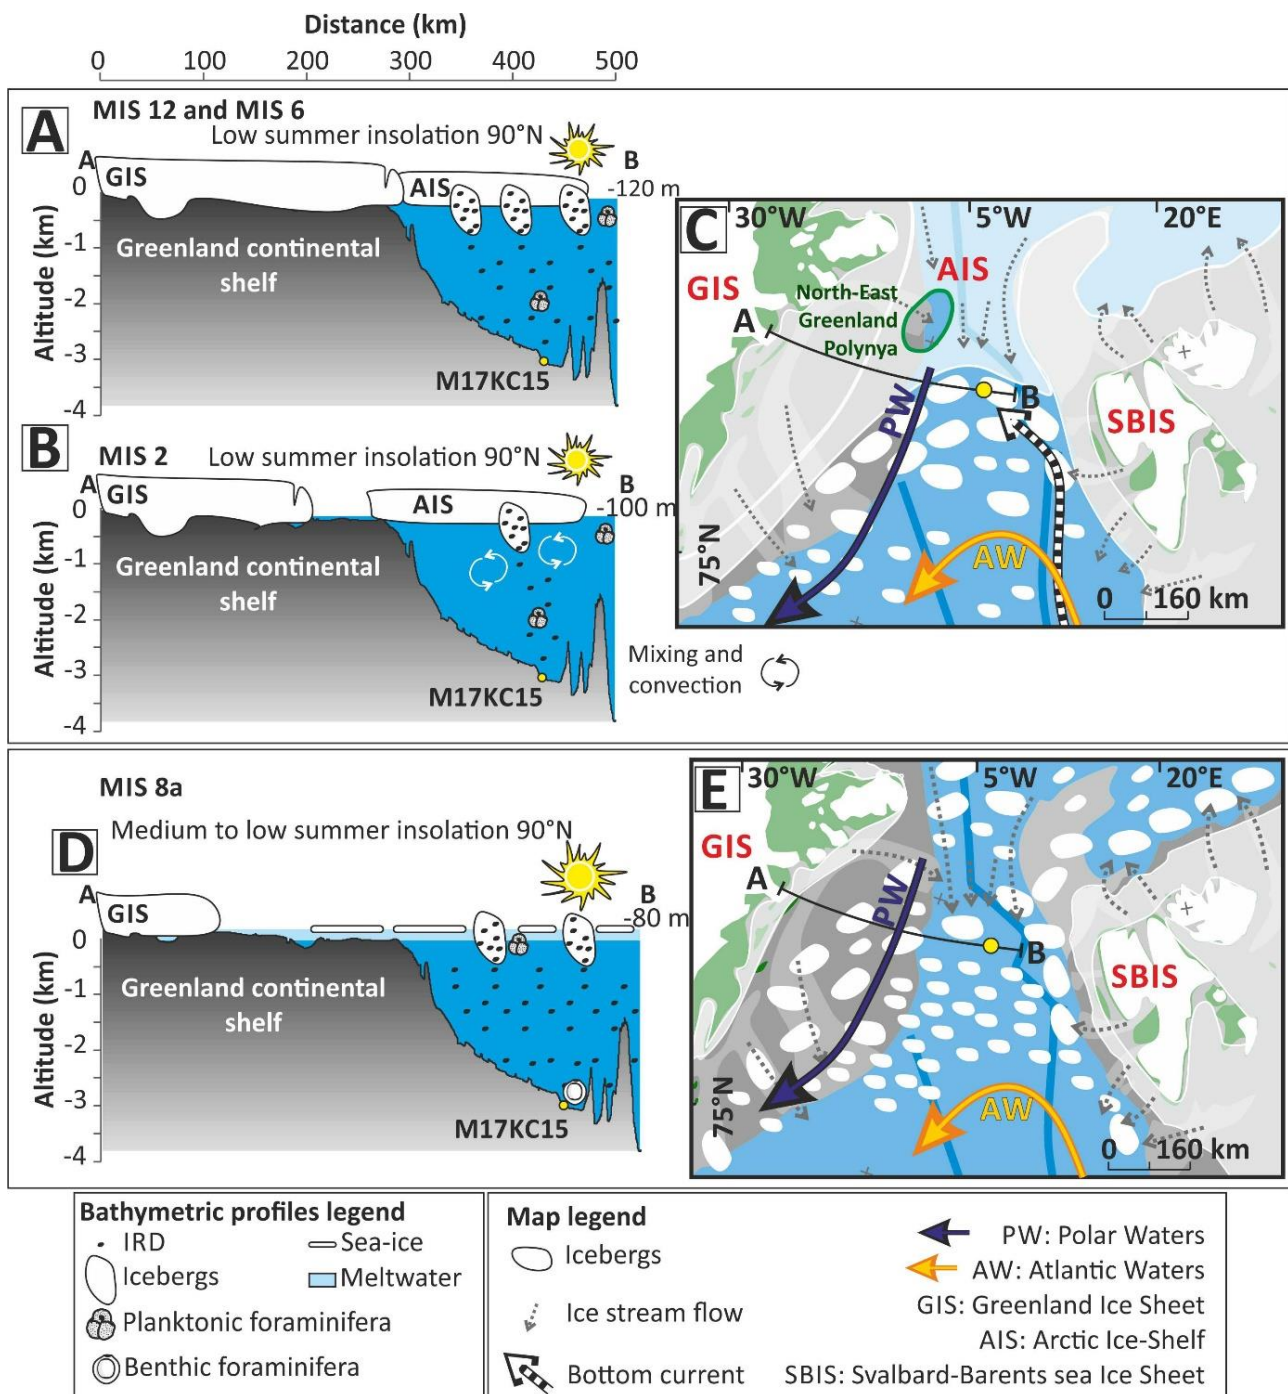 Distance (km)
0 100 200 300 400 500
A
MIS 12 and MIS 6
Low summer insolation 90°N
A
B
GIS
AIS
-120 m
Altitude (km)
0
-1
-2
-3
-4
Greenland continental
shelf
M17KC15
B
MIS 2
Low summer insolation 90°N
A
B
GIS
AIS
-100 m
Altitude (km)
0
-1
-2
-3
-4
Greenland continental
shelf
M17KC15
Mixing and
convection
C
30°W 5°W 20°E
GIS
AIS
North-East
Greenland
Polynya
A
B
PW
SBIS
AW
75°N
0 160 km
MIS 8a
D
Medium to low summer insolation 90°N
A
B
GIS
-80 m
Altitude (km)
0
-1
-2
-3
-4
Greenland continental
shelf
M17KC15
E
30°W 5°W 20°E
GIS
A
B
PW
SBIS
AW
75°N
0 160 km
Bathymetric profiles legend
IRD
Sea-ice
Icebergs
Meltwater
Planktonic foraminifera
Benthic foraminifera
Map legend
Icebergs
Ice stream flow
Bottom current
PW: Polar Waters
AW: Atlantic Waters
GIS: Greenland Ice Sheet
AIS: Arctic Ice-Shelf
SBIS: Svalbard-Barents sea Ice Sheet